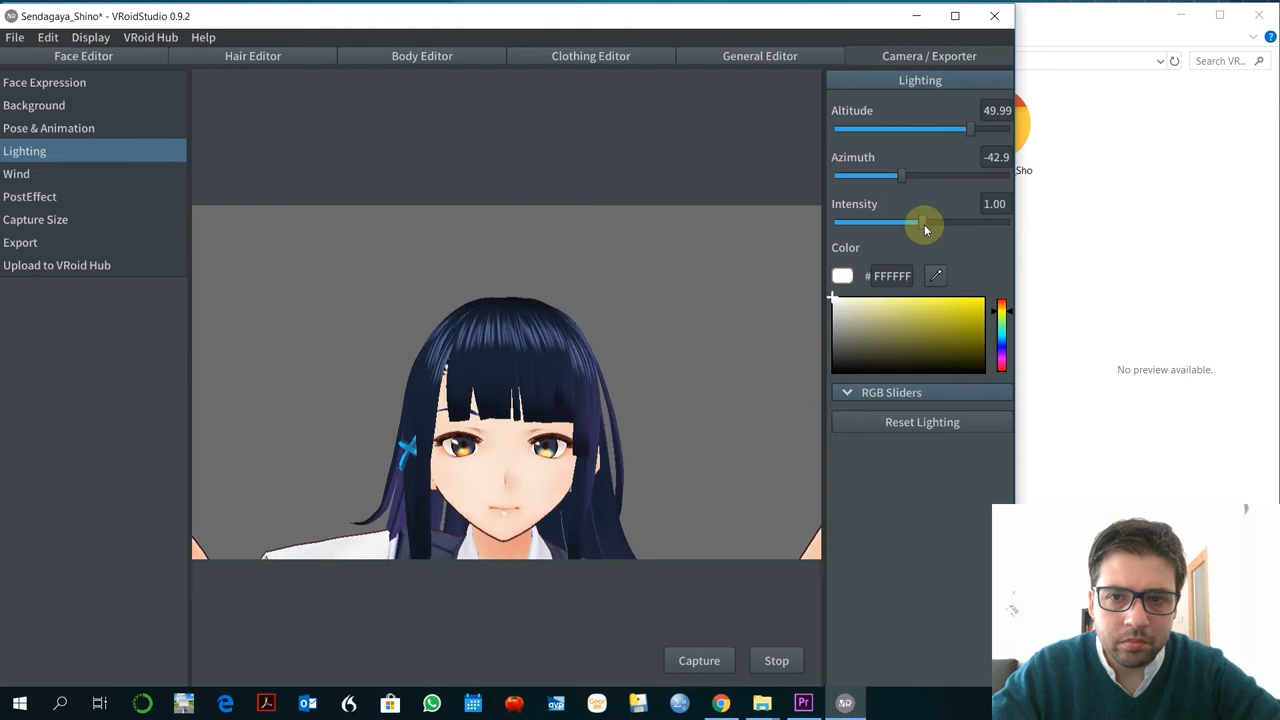 Sendagaya_Shino* - VRoidStudio 0.9.2
File Edit Display VRoid Hub Help
Search VR...
Face Editor Hair Editor Body Editor Clothing Editor General Editor Camera / Exporter
Face Expression
Background
Pose & Animation
Lighting
Wind
PostEffect
Capture Size
Export
Upload to VRoid Hub
Lighting
Altitude 49.99
Azimuth -42.9
Intensity 1.00
Color
# FFFFFF
RGB Sliders
Reset Lighting
Capture Stop
_Sho
No preview available.